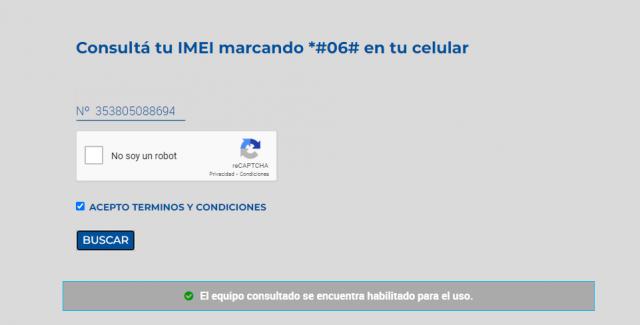 Consultá tu IMEI marcando *#06# en tu celular
Nº 353805088694
No soy un robot
reCAPTCHA
Privacidad - Condiciones
ACEPTO TERMINOS Y CONDICIONES
BUSCAR
El equipo consultado se encuentra habilitado para el uso.